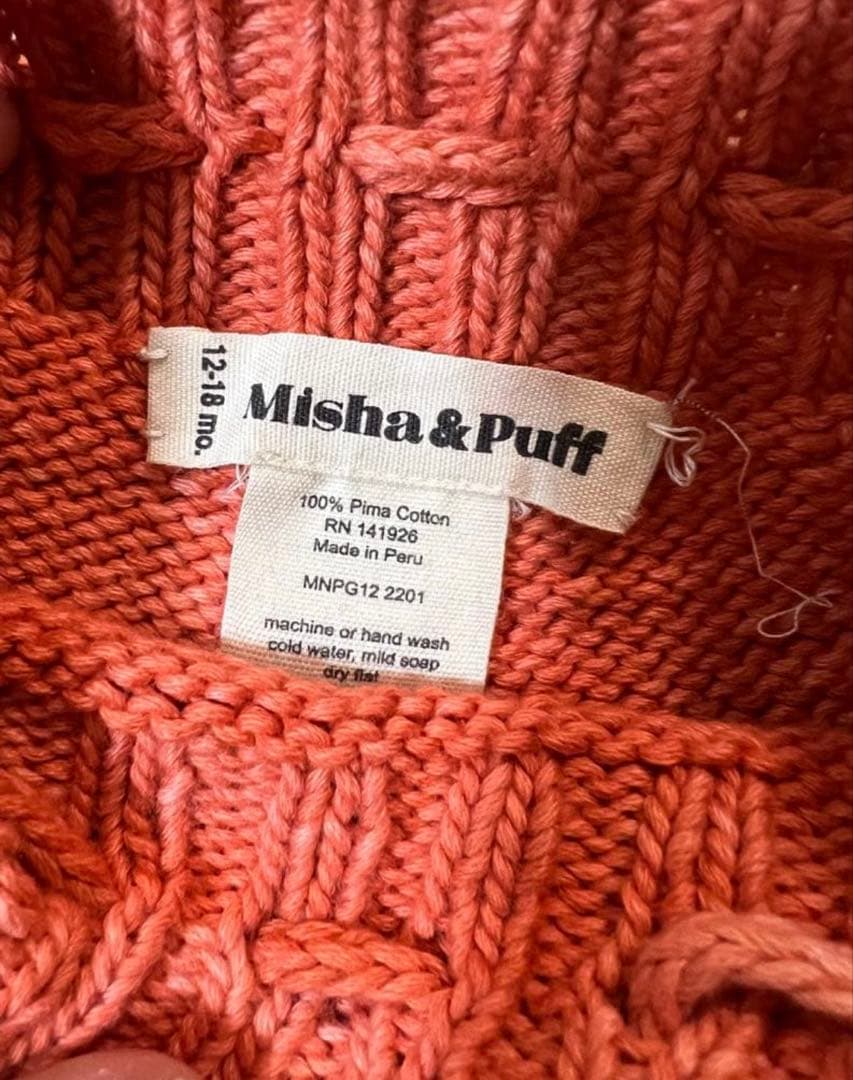 12-18 mo.
Misha & Puff
100% Pima Cotton
RN 141926
Made in Peru
MNPG12 2201
machine or hand wash
cold water, mild soap
dry flat